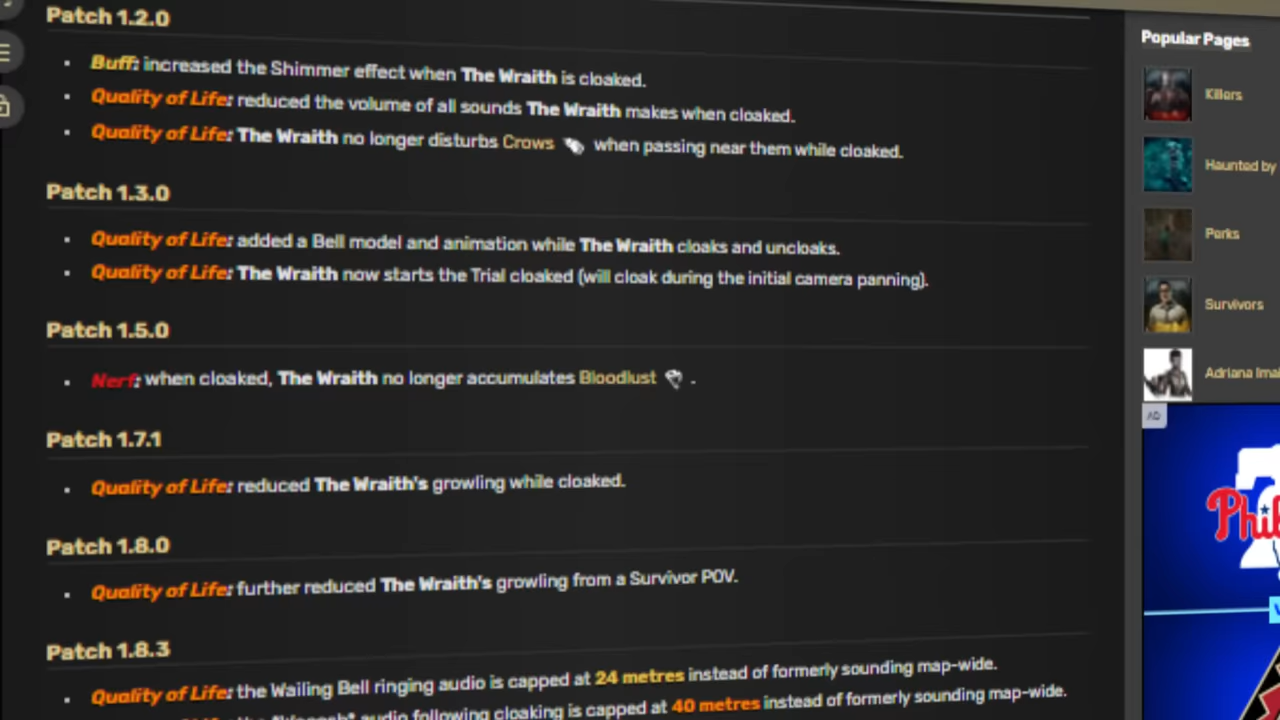 Patch 1.2.0
Buff: increased the Shimmer effect when The Wraith is cloaked.
Quality of Life: reduced the volume of all sounds The Wraith makes when cloaked.
Quality of Life: The Wraith no longer disturbs Crows when passing near them while cloaked.
Patch 1.3.0
Quality of Life: added a Bell model and animation while The Wraith cloaks and uncloaks.
Quality of Life: The Wraith now starts the Trial cloaked (will cloak during the initial camera panning).
Patch 1.5.0
Nerf: when cloaked, The Wraith no longer accumulates Bloodlust .
Patch 1.7.1
Quality of Life: reduced The Wraith's growling while cloaked.
Patch 1.8.0
Quality of Life: further reduced The Wraith's growling from a Survivor POV.
Patch 1.8.3
Quality of Life: the Wailing Bell ringing audio is capped at 24 metres instead of formerly sounding map-wide.
audio following cloaking is capped at 40 metres instead of formerly sounding map-wide.
Popular Pages
Killers
Haunted by
Perks
Survivors
Adriana Imai
AD
Phil